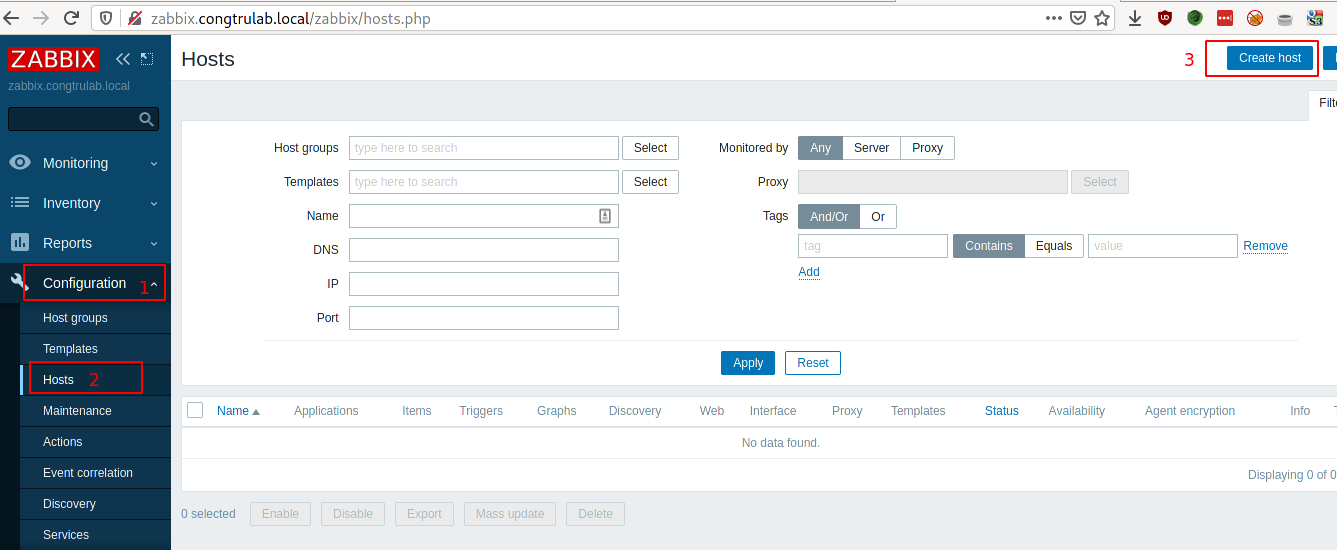 zabbix.congtrulab.local/zabbix/hosts.php
ZABBIX
zabbix.congtrulab.local
Monitoring
Inventory
Reports
Configuration 1
Host groups
Templates
Hosts 2
Maintenance
Actions
Event correlation
Discovery
Services
Hosts
3 Create host
Host groups type here to search Select
Templates type here to search Select
Name
DNS
IP
Port
Monitored by Any Server Proxy
Proxy Select
Tags And/Or Or
tag Contains Equals value Remove
Add
Apply Reset
Name Applications Items Triggers Graphs Discovery Web Interface Proxy Templates Status Availability Agent encryption Info
No data found.
Displaying 0 of 0
0 selected Enable Disable Export Mass update Delete